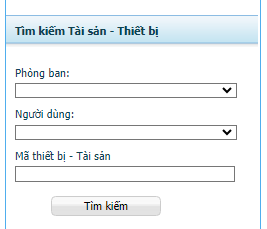 Tìm kiếm Tài sản - Thiết bị
Phòng ban:
Người dùng:
Mã thiết bị - Tài sản
Tìm kiếm